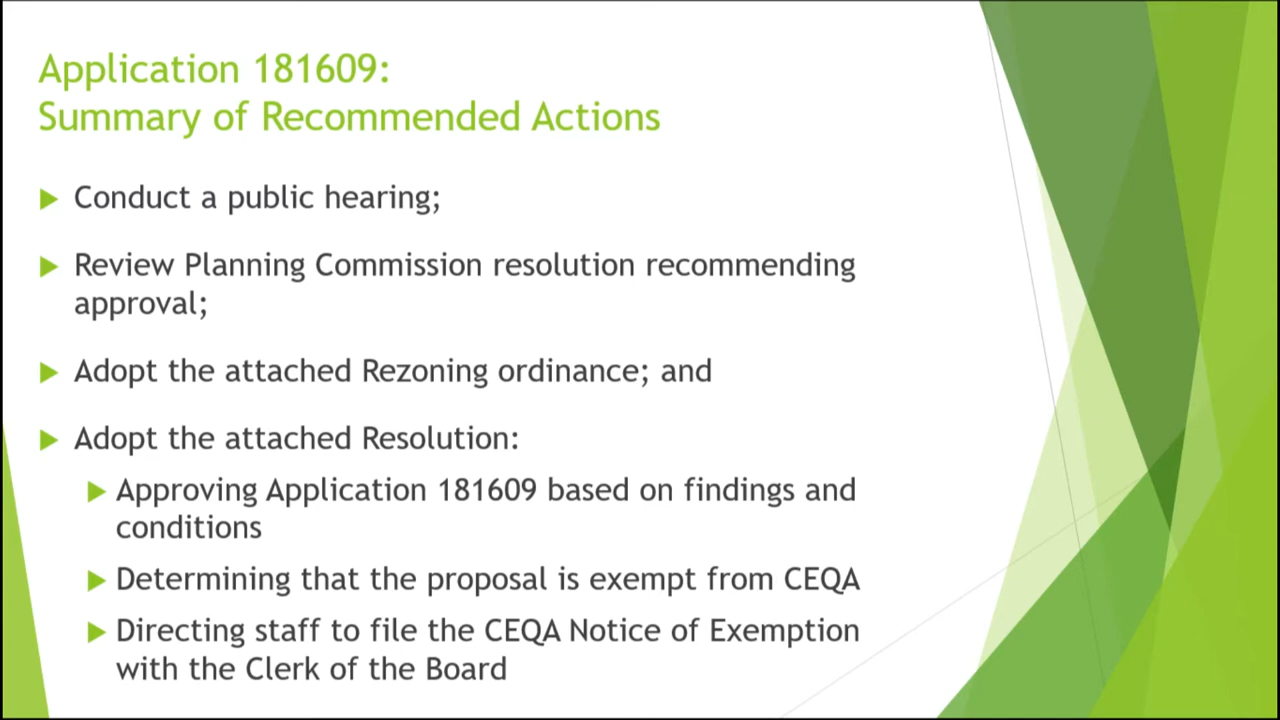 Application 181609:
Summary of Recommended Actions
Conduct a public hearing;
Review Planning Commission resolution recommending
approval;
Adopt the attached Rezoning ordinance; and
Adopt the attached Resolution:
Approving Application 181609 based on findings and
conditions
Determining that the proposal is exempt from CEQA
Directing staff to file the CEQA Notice of Exemption
with the Clerk of the Board